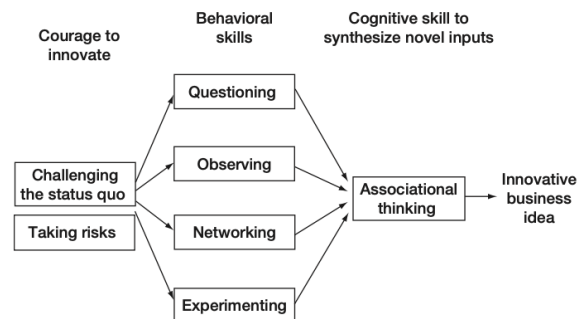 Courage to
innovate
Behavioral
skills
Cognitive skill to
synthesize novel inputs
Questioning
Observing
Challenging
the status quo
Taking risks
Networking
Experimenting
Associational
thinking
Innovative
business
idea